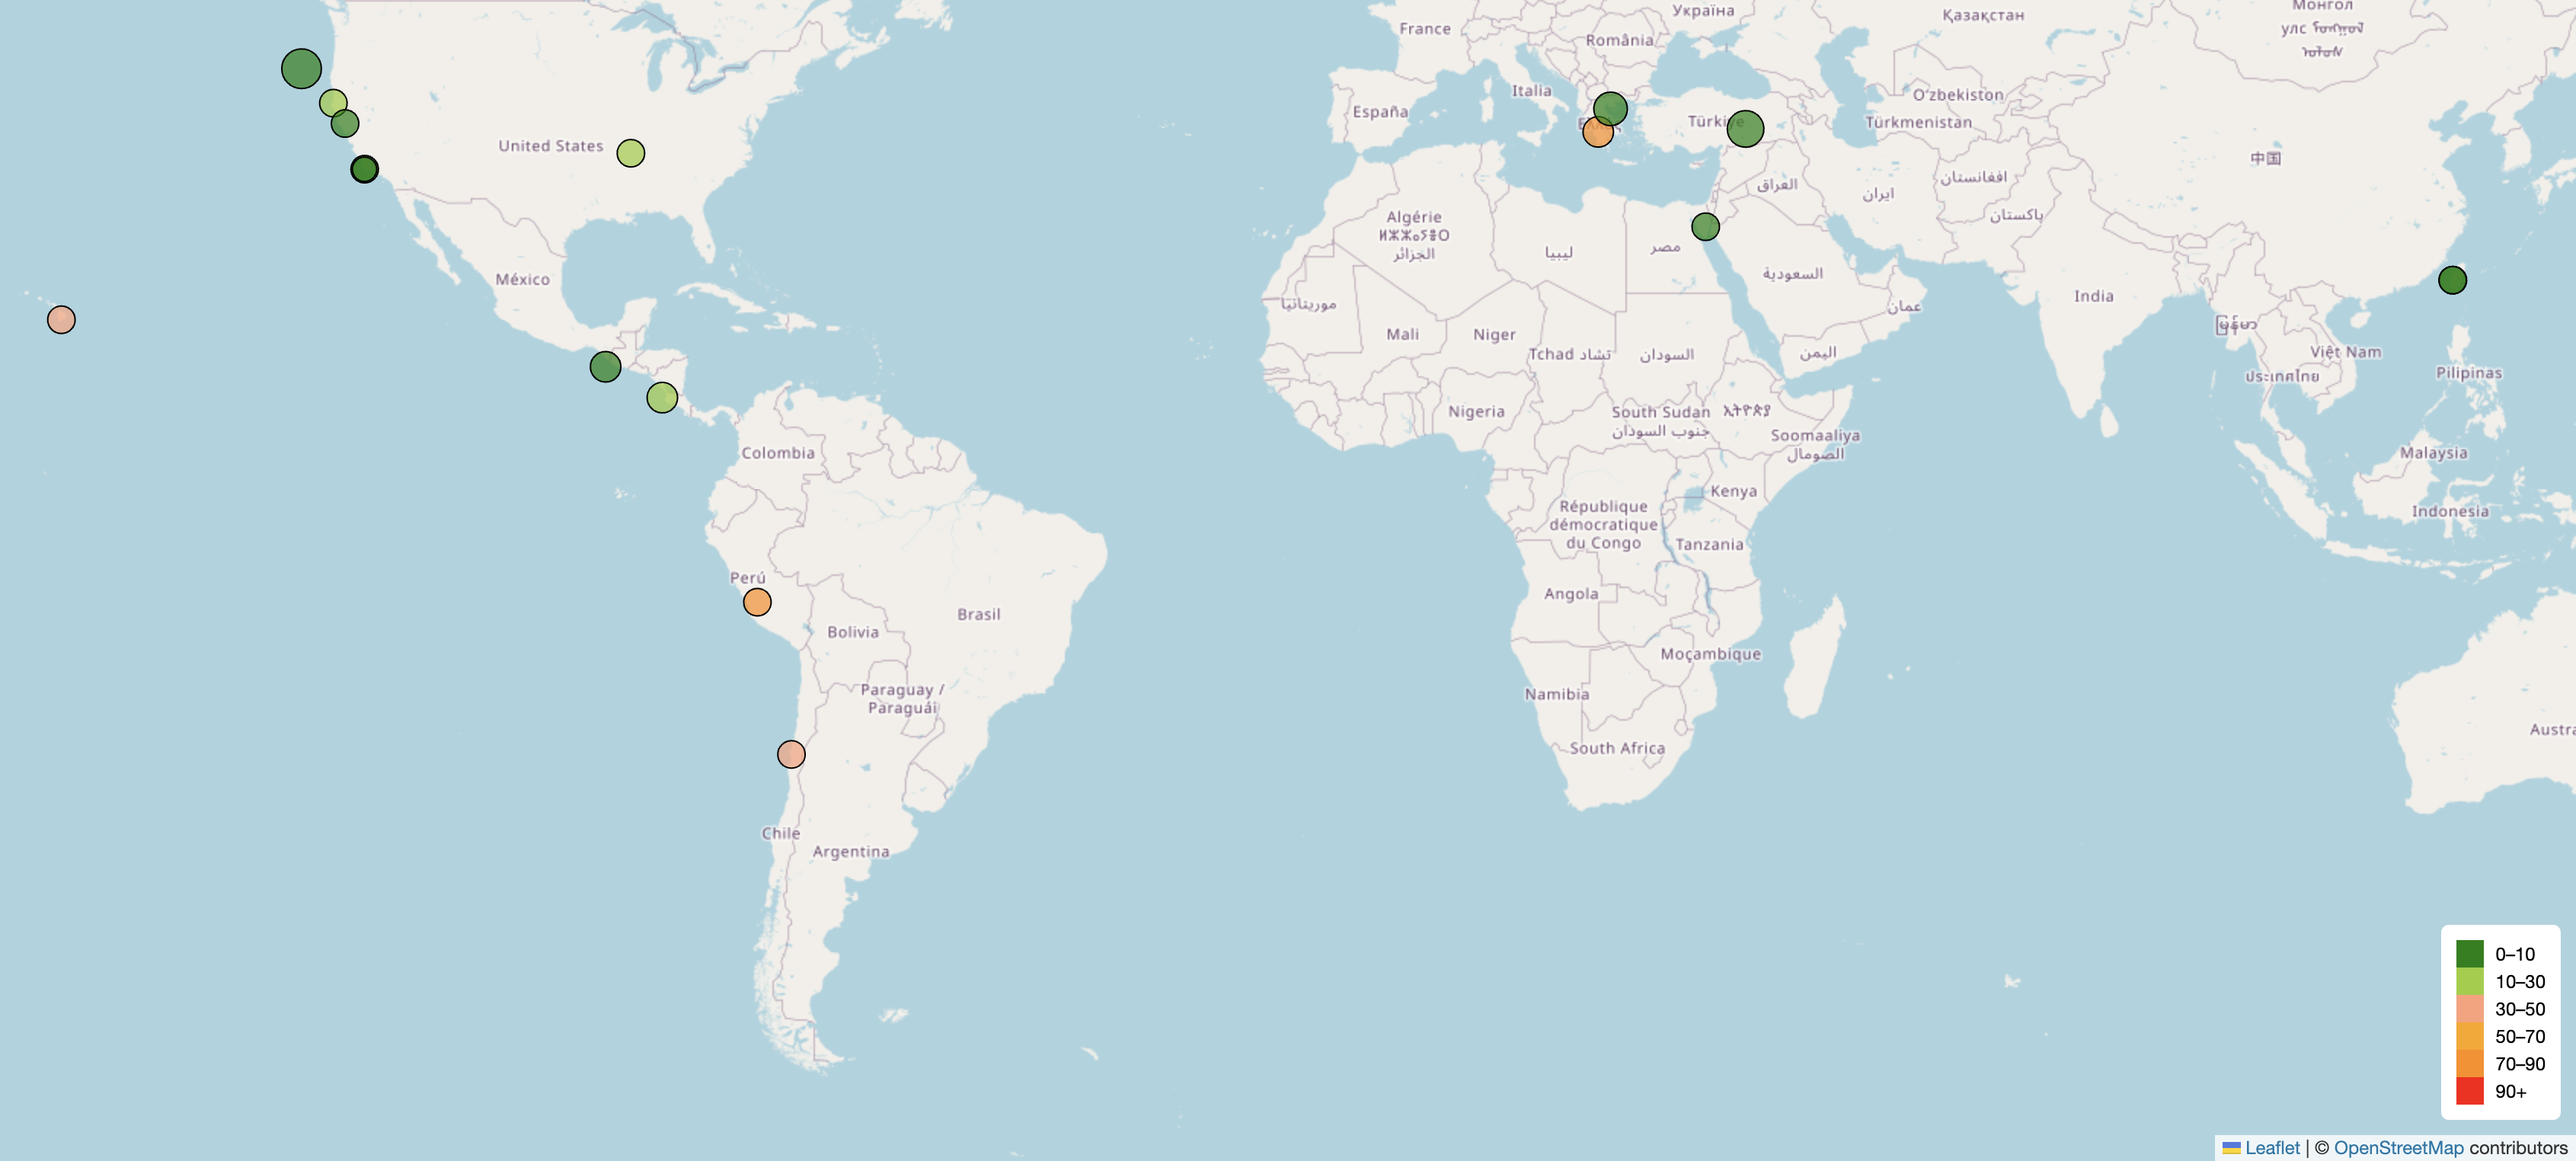 France
Україна
Қазақстан
România
Italia
España
Türkiye
United States
México
O'zbekiston
Türkmenistan
افغانستان
پاکستان
ایران
العراق
中国
Algérie
ⵍⵣⵣⴰⵢⴻⵔ
الجزائر
ليبيا
مصر
السعودية
عمان
اليمن
India
موريتانيا
Mali
Niger
Tchad تشاد
السودان
Việt Nam
ประเทศไทย
Pilipinas
Nigeria
South Sudan
جنوب السودان
Soomaaliya
الصومال
Colombia
Malaysia
Kenya
République
démocratique
du Congo
Tanzania
Indonesia
Perú
Brasil
Bolivia
Angola
Moçambique
Paraguay /
Paraguái
Namibia
South Africa
Austra
Chile
Argentina
0–10
10–30
30–50
50–70
70–90
90+
Leaflet | © OpenStreetMap contributors